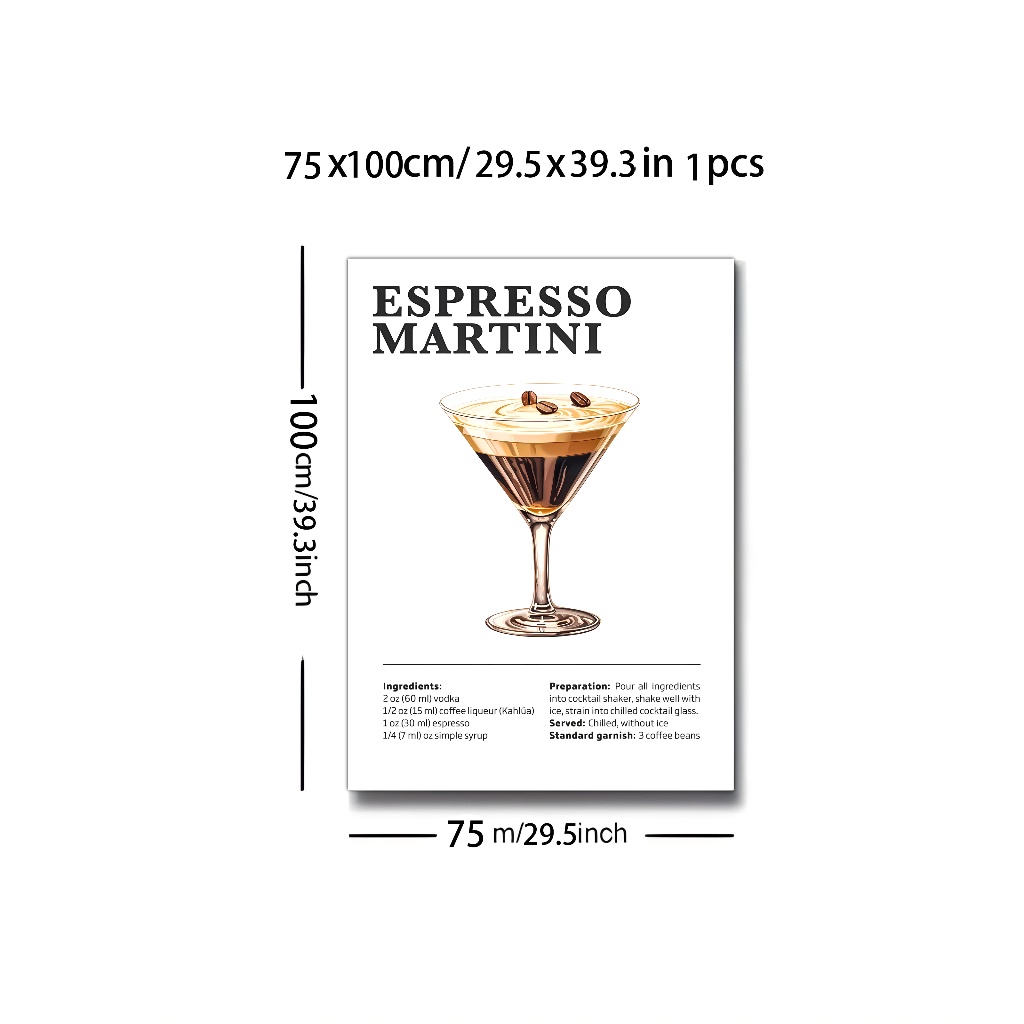 75x100cm/29.5x39.3in 1pcs
ESPRESSO
MARTINI
100cm/39.3inch
Ingredients:
2 oz (60 ml) vodka
1/2 oz (15 ml) coffee liqueur (Kahlúa)
1 oz (30 ml) espresso
1/4 (7 ml) oz simple syrup
Preparation: Pour all ingredients
into cocktail shaker, shake well with
ice, strain into chilled cocktail glass.
Served: Chilled, without ice
Standard garnish: 3 coffee beans
75 m/29.5inch